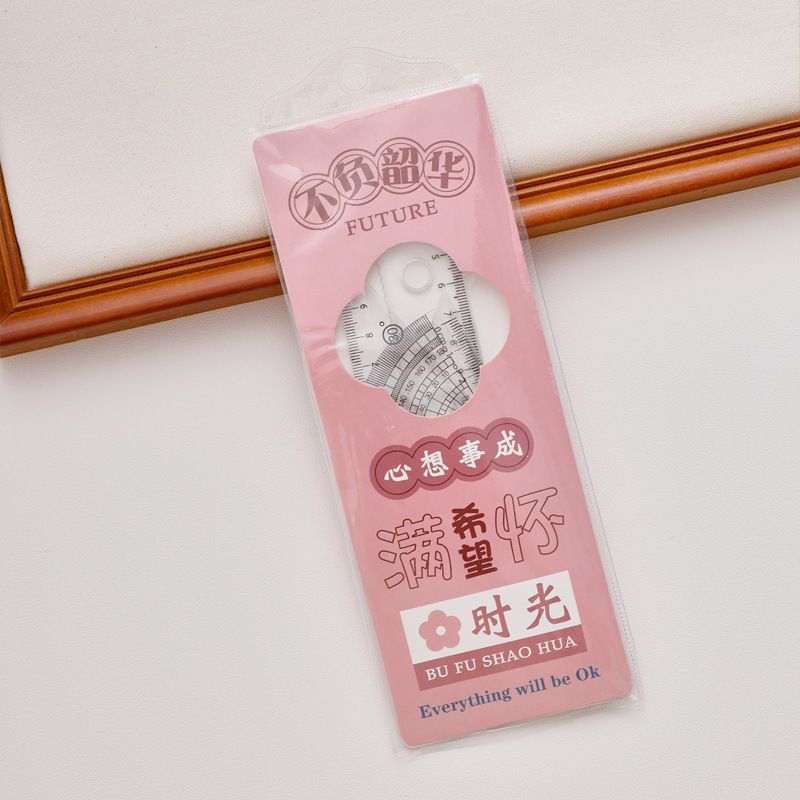 不负韶华
FUTURE
心想事成
满希望怀
时光
BU FU SHAO HUA
Everything will be Ok